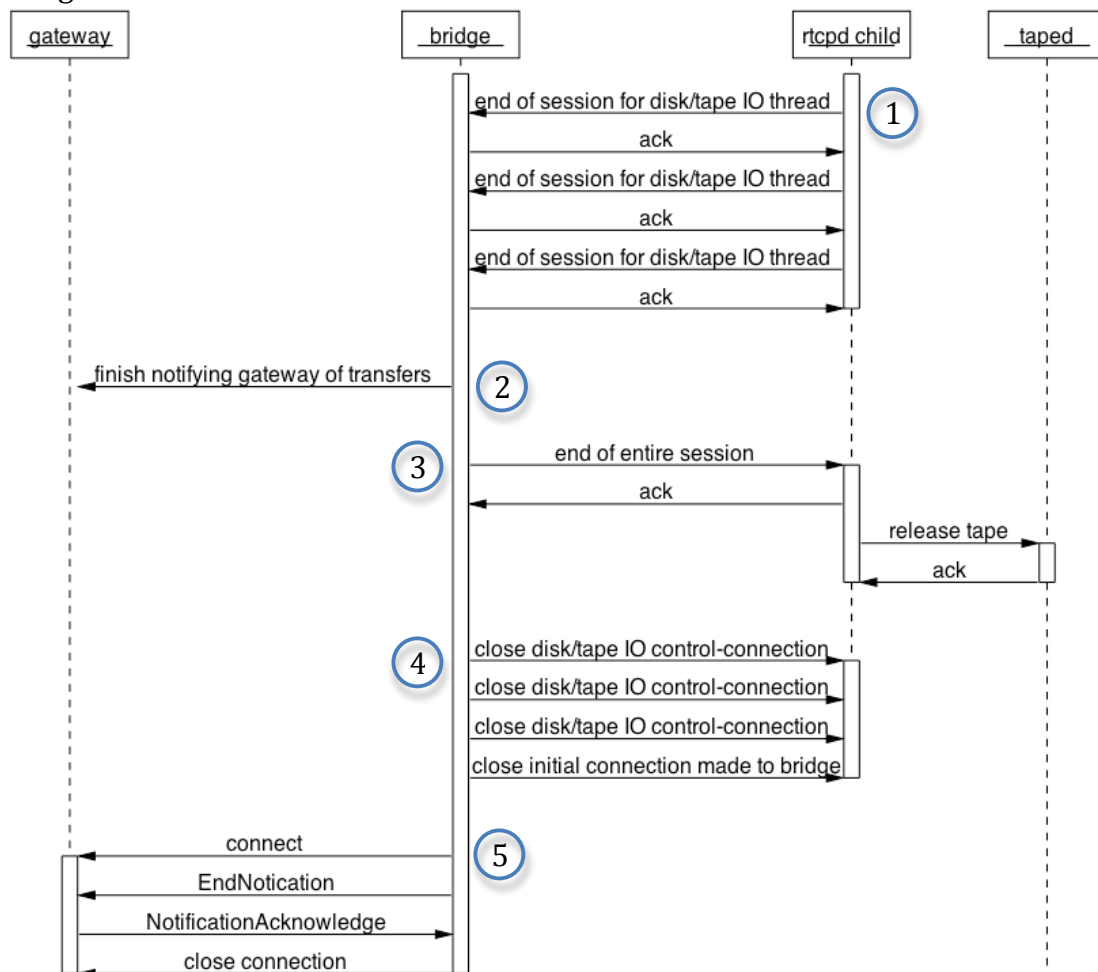 gateway
bridge
rtcpd child
taped
end of session for disk/tape IO thread
1
ack
end of session for disk/tape IO thread
ack
end of session for disk/tape IO thread
ack
finish notifying gateway of transfers
2
3
end of entire session
ack
release tape
ack
4
close disk/tape IO control-connection
close disk/tape IO control-connection
close disk/tape IO control-connection
close initial connection made to bridge
connect
5
EndNotication
NotificationAcknowledge
close connection